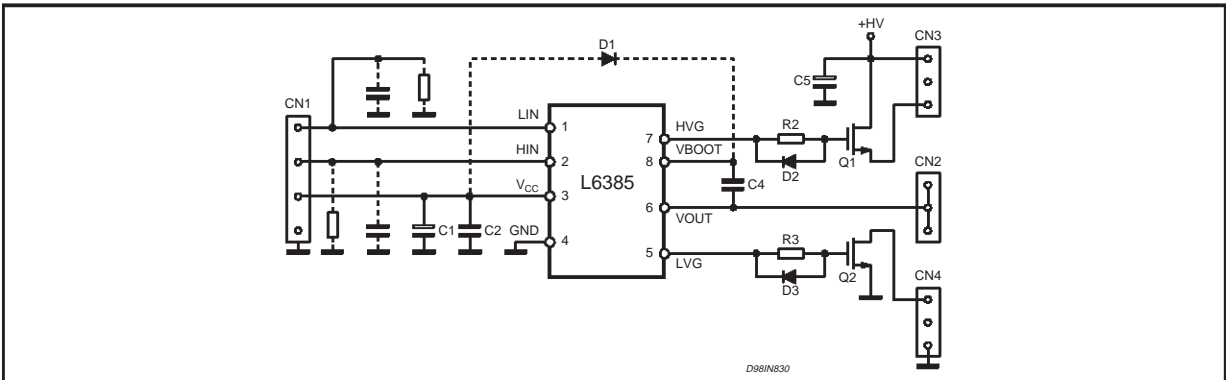 +HV
CN3
D1
C5
CN1
LIN
1
HVG
7
R2
VBOOT
8
D2
Q1
HIN
2
CN2
L6385
C4
VCC
3
6
VOUT
C1
C2
GND
4
5
LVG
R3
D3
Q2
CN4
D98IN830